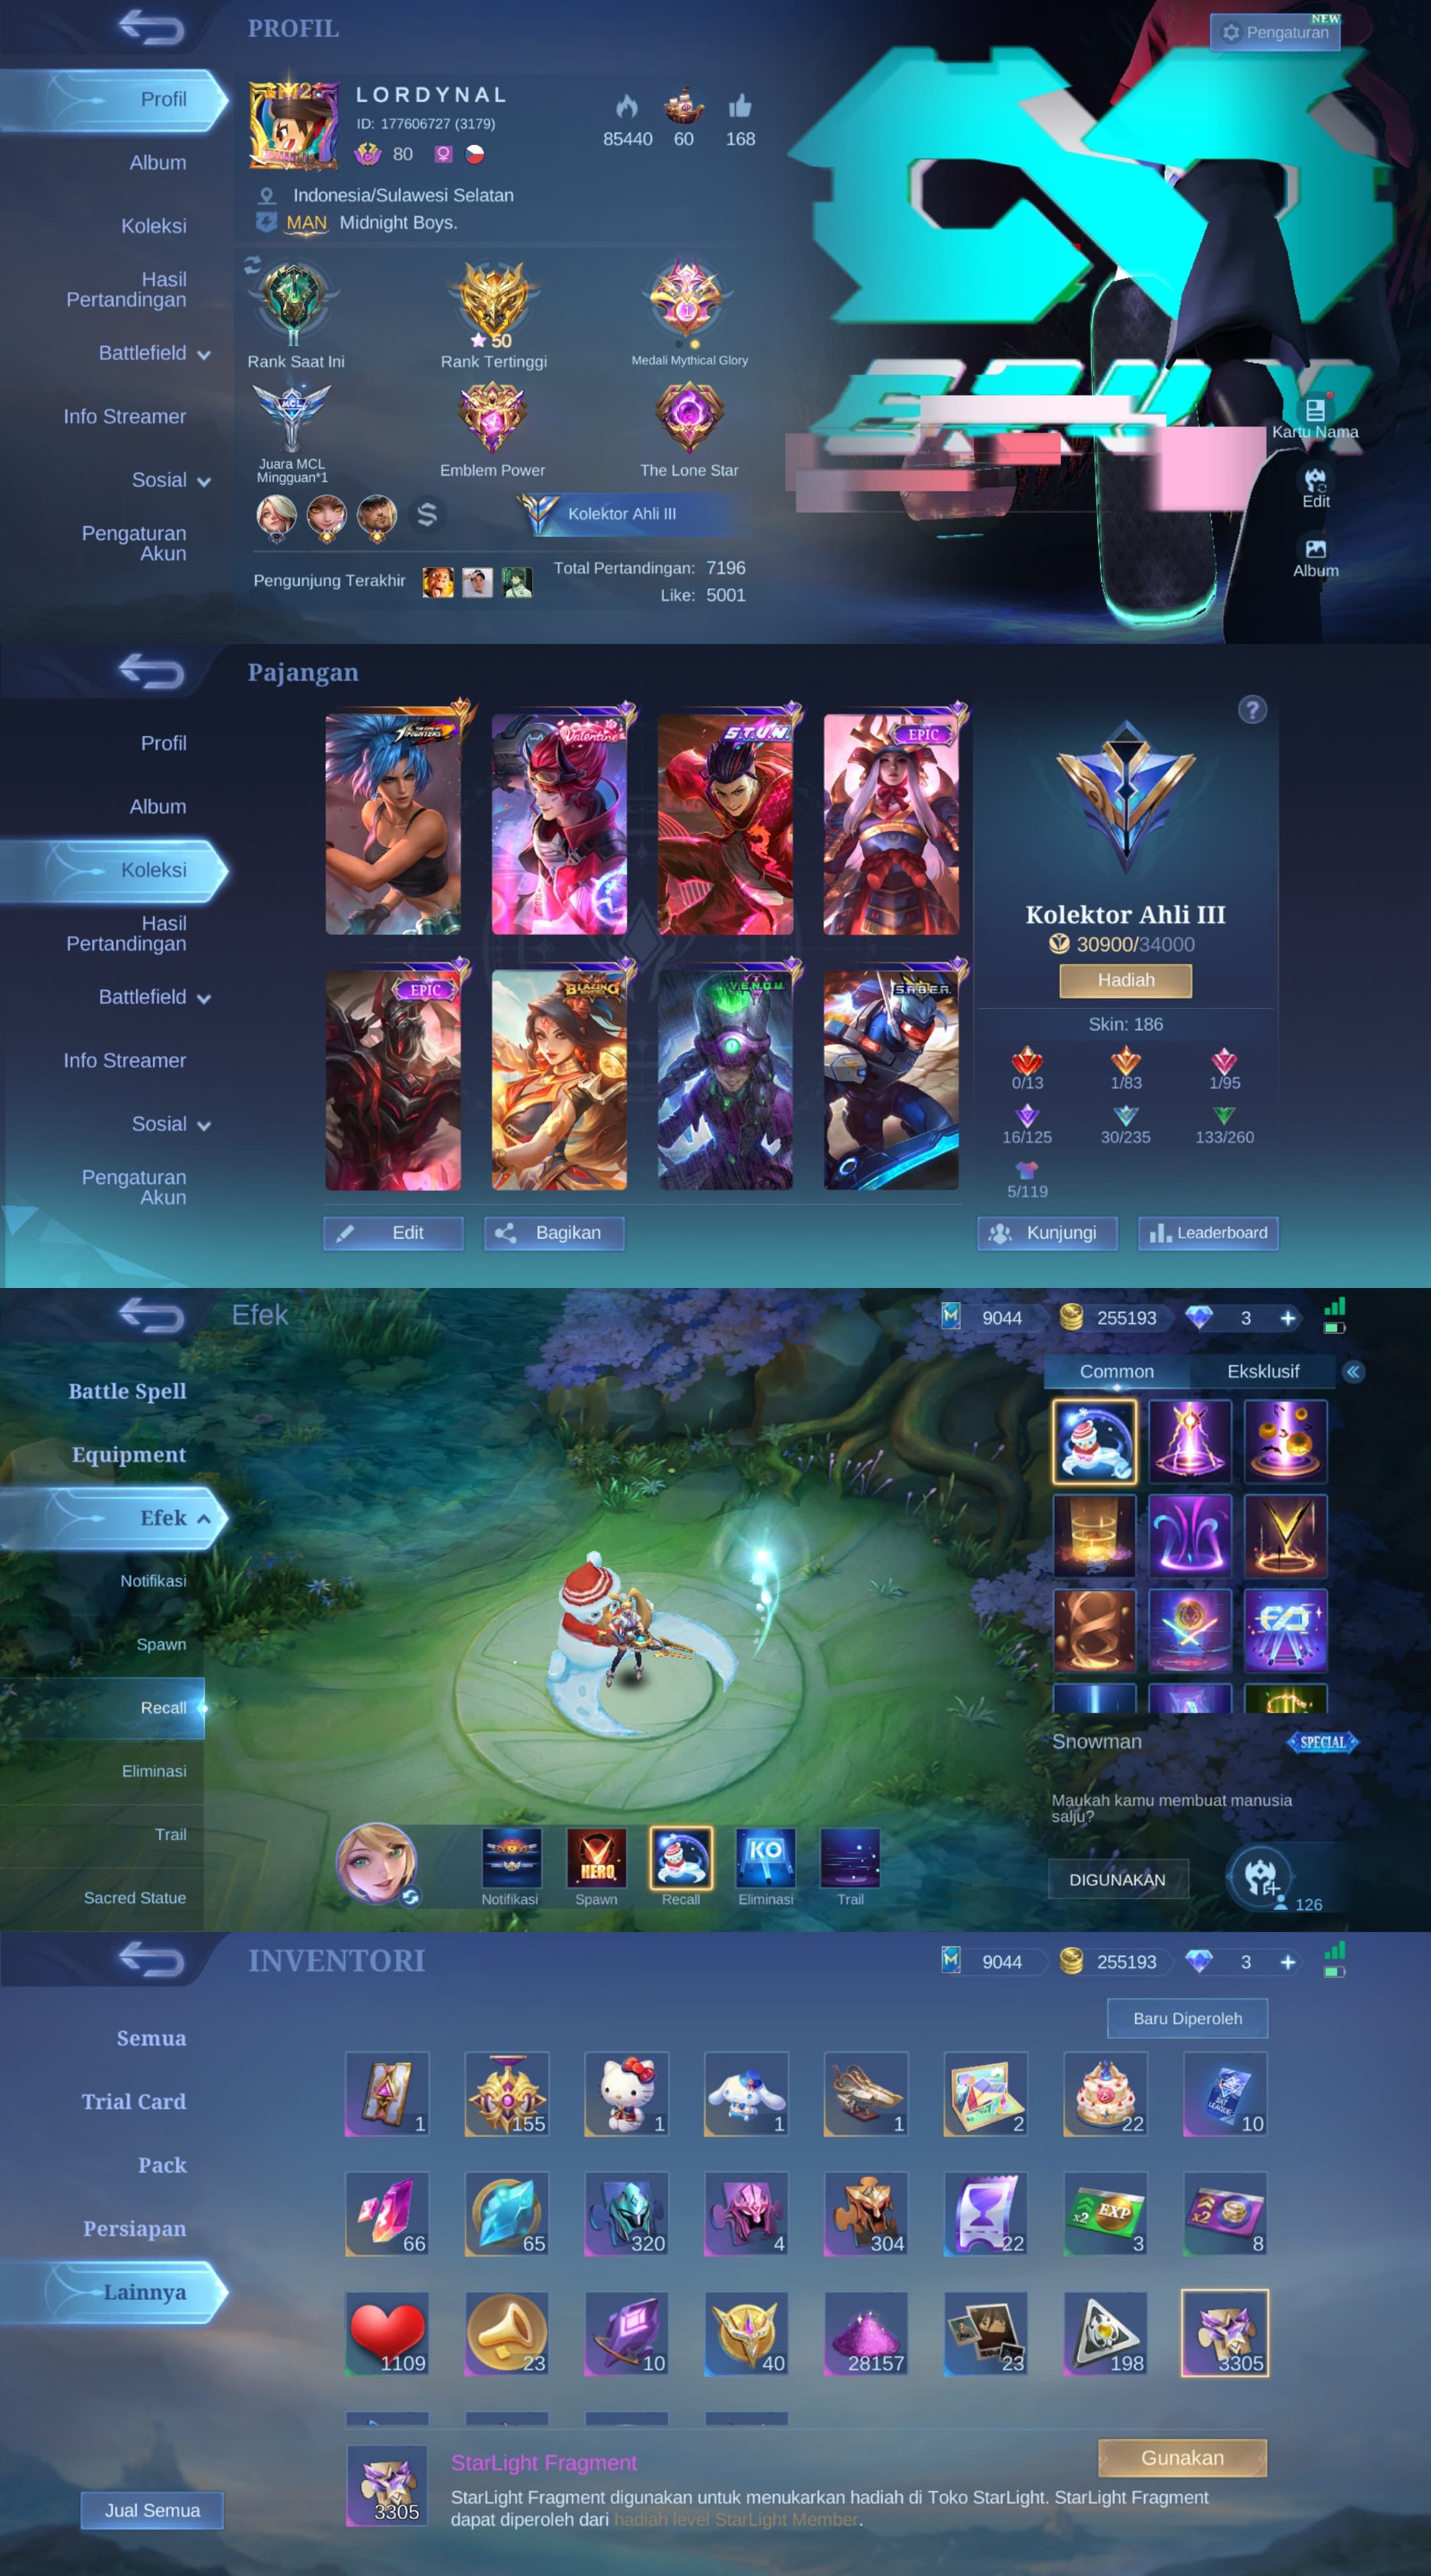 PROFIL
NEW
Pengaturan
Profil
Album
Koleksi
Hasil
Pertandingan
Battlefield
Info Streamer
Sosial
Pengaturan
Akun
LORDYNAL
ID: 177606727 (3179)
80
85440
60
168
Indonesia/Sulawesi Selatan
MAN Midnight Boys.
II
Rank Saat Ini
50
Rank Tertinggi
1
Medali Mythical Glory
MCL
Juara MCL
Mingguan*1
Emblem Power
The Lone Star
Kolektor Ahli III
Pengunjung Terakhir
Total Pertandingan: 7196
Like: 5001
Kartu Nama
Edit
Album
Pajangan
Profil
Album
Koleksi
Hasil
Pertandingan
Battlefield
Info Streamer
Sosial
Pengaturan
Akun
Valentine
S.T.U.N.
EPIC
EPIC
BLAZING
V.E.N.O.M.
S.A.B.E.R.
?
Kolektor Ahli III
30900/34000
Hadiah
Skin: 186
0/13
1/83
1/95
16/125
30/235
133/260
5/119
Edit
Bagikan
Kunjungi
Leaderboard
Efek
9044
255193
3
Battle Spell
Equipment
Efek
Notifikasi
Spawn
Recall
Eliminasi
Trail
Sacred Statue
Common
Eksklusif
Snowman
SPECIAL
Maukah kamu membuat manusia
salju?
DIGUNAKAN
126
HERO
KO
Notifikasi
Spawn
Recall
Eliminasi
Trail
INVENTORI
9044
255193
3
Baru Diperoleh
Semua
Trial Card
Pack
Persiapan
Lainnya
Jual Semua
1
155
1
1
1
2
22
10
66
65
320
4
304
22
x2 EXP
3
x2
8
1109
23
10
40
28157
23
198
3305
3305
StarLight Fragment
Gunakan
StarLight Fragment digunakan untuk menukarkan hadiah di Toko StarLight. StarLight Fragment
dapat diperoleh dari hadiah level StarLight Member.